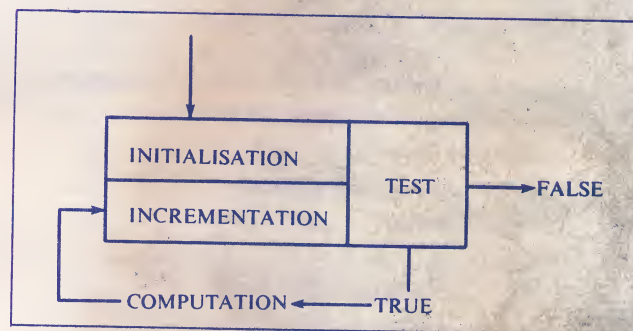 INITIALISATION
TEST
FALSE
INCREMENTATION
COMPUTATION
TRUE